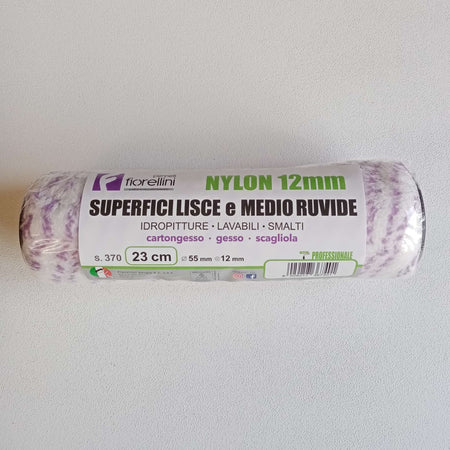 fiorellini
NYLON 12mm
SUPERFICI LISCE e MEDIO RUVIDE
IDROPITTURE • LAVABILI • SMALTI
cartongesso • gesso • scagliola
S. 370 23 cm Ø 55 mm 12 mm
PROFESSIONALE